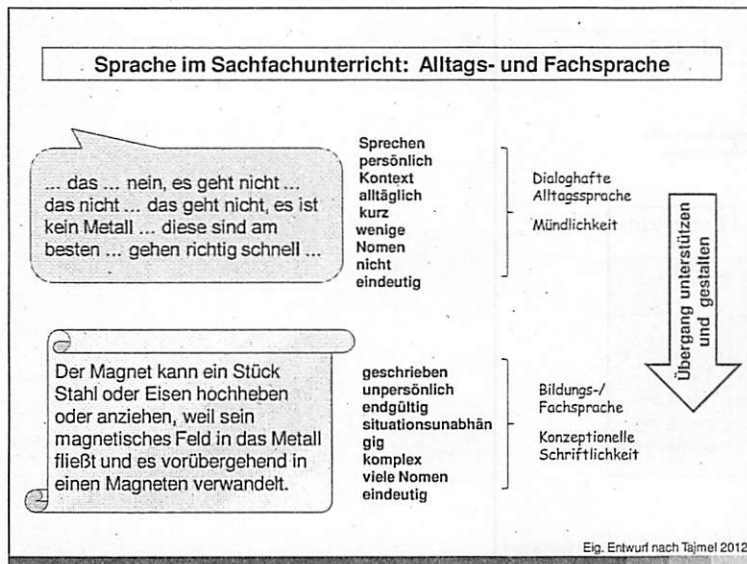 Sprache im Sachfachunterricht: Alltags- und Fachsprache
... das ... nein, es geht nicht ...
das nicht ... das geht nicht, es ist
kein Metall ... diese sind am
besten ... gehen richtig schnell ...
Sprechen
persönlich
Kontext
alltäglich
kurz
wenige
Nomen
nicht
eindeutig
Dialoghafte
Alltagssprache
Mündlichkeit
Übergang unterstützen
und gestalten
Der Magnet kann ein Stück
Stahl oder Eisen hochheben
oder anziehen, weil sein
magnetisches Feld in das Metall
fließt und es vorübergehend in
einen Magneten verwandelt.
geschrieben
unpersönlich
endgültig
situationsunabhän
gig
komplex
viele Nomen
eindeutig
Bildungs-/
Fachsprache
Konzeptionelle
Schriftlichkeit
Eig. Entwurf nach Tajmel 2012